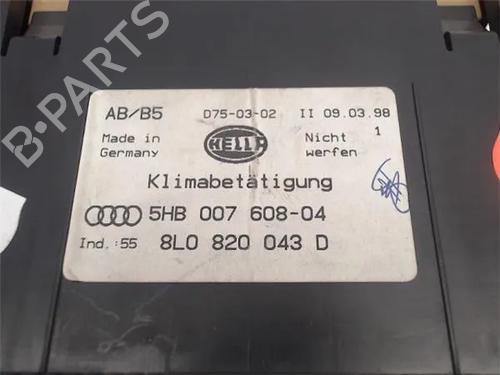 AB/B5 D75-03-02 II 09.03.98
1
Made in Germany HELLA Nicht werfen
Klimabetätigung
5HB 007 608-04
Ind.:55 8L0 820 043 D
B-PARTS